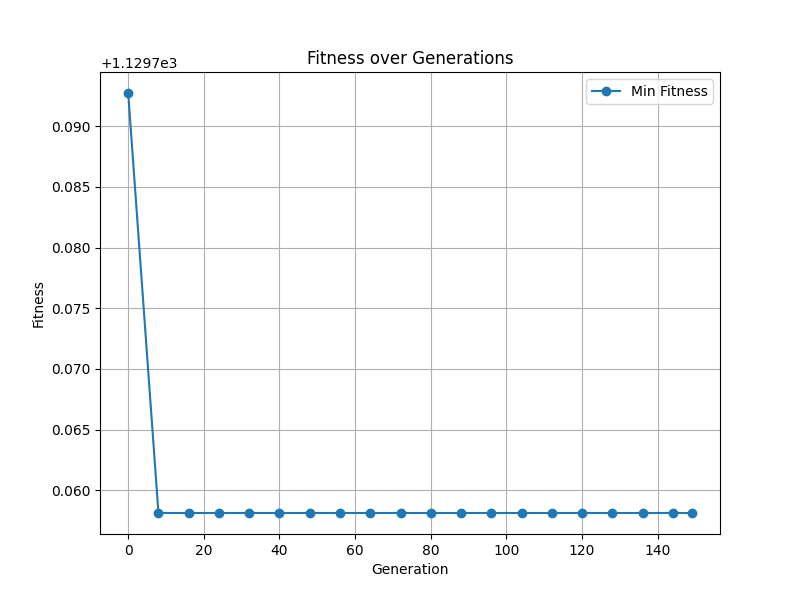 Fitness over Generations
+1.1297e3
Min Fitness
0.090
0.085
0.080
0.075
0.070
0.065
0.060
Fitness
0 20 40 60 80 100 120 140
Generation